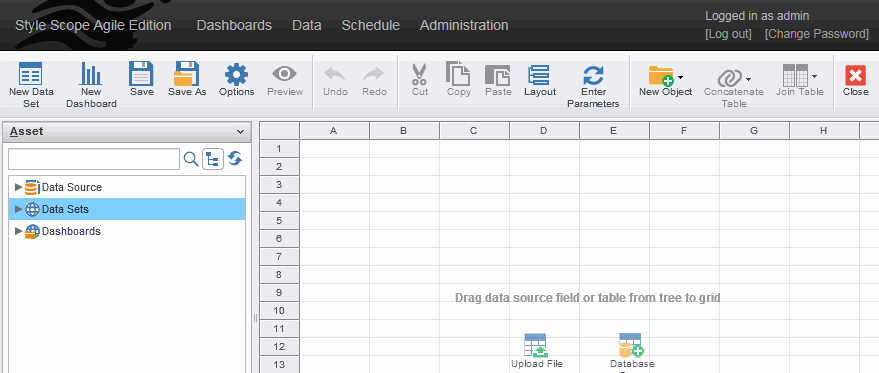 Style Scope Agile Edition Dashboards Data Schedule Administration
Logged in as admin
[Log out] [Change Password]
New Data Set
New Dashboard
Save
Save As
Options
Preview
Undo
Redo
Cut
Copy
Paste
Layout
Enter Parameters
New Object
Concatenate Table
Join Table
Close
Asset
A B C D E F G H
Data Source
Data Sets
Dashboards
1
2
3
4
5
6
7
8
9
10
11
12
13
Drag data source field or table from tree to grid
Upload File
Database